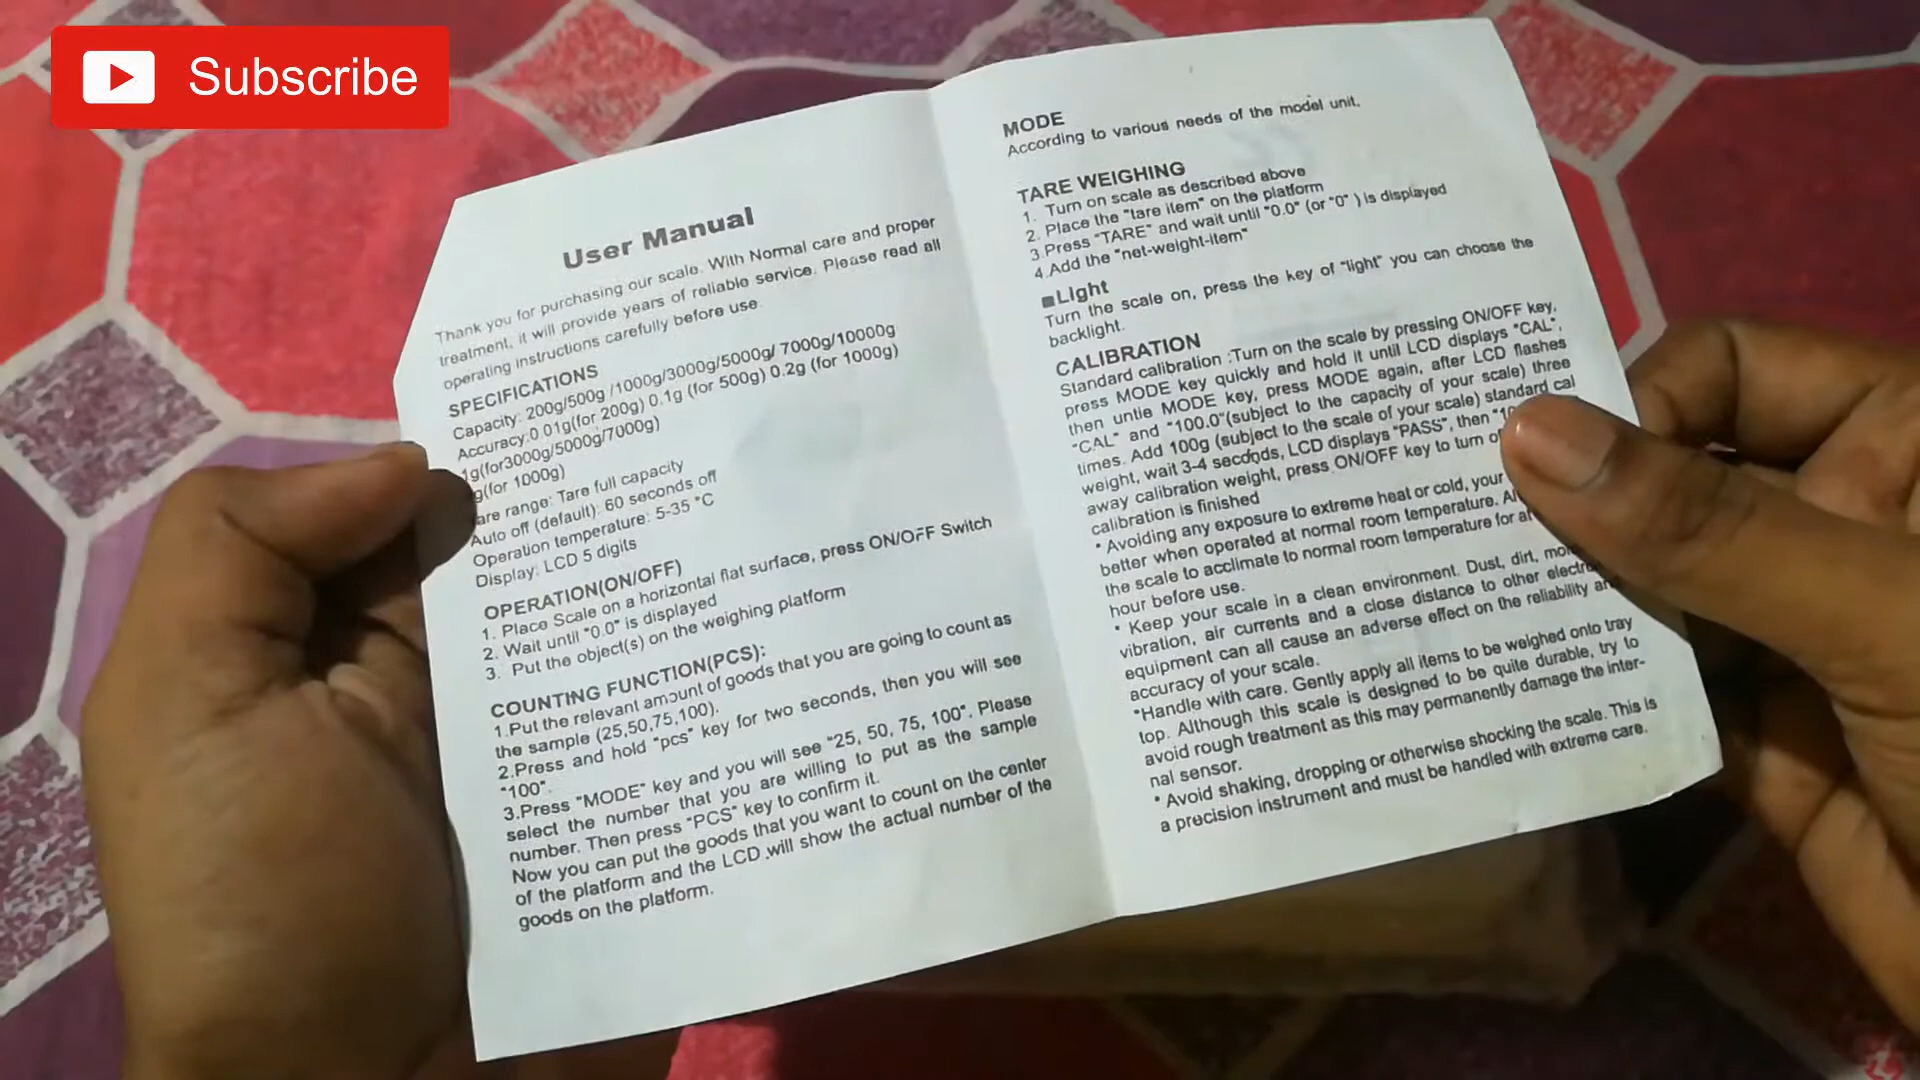 Subscribe
User Manual
Thank you for purchasing our scale. With Normal care and proper
treatment, it will provide years of reliable service. Please read all
operating instructions carefully before use.
SPECIFICATIONS
Capacity: 200g/500g /1000g/3000g/5000g/ 7000g/10000g
Accuracy:0.01g(for 200g) 0.1g (for 500g) 0.2g (for 1000g)
1g(for3000g/5000g/7000g)
g(for 1000g)
are range: Tare full capacity
Auto off (default): 60 seconds off
Operation temperature: 5-35 °C
Display: LCD 5 digits
OPERATION(ON/OFF)
1. Place Scale on a horizontal flat surface, press ON/OFF Switch
2. Wait until "0.0" is displayed
3. Put the object(s) on the weighing platform
COUNTING FUNCTION(PCS):
1.Put the relevant amount of goods that you are going to count as
the sample (25,50,75,100).
2.Press and hold "pcs" key for two seconds, then you will see
"100".
3.Press "MODE" key and you will see "25, 50, 75, 100". Please
select the number that you are willing to put as the sample
number. Then press "PCS" key to confirm it.
Now you can put the goods that you want to count on the center
of the platform and the LCD will show the actual number of the
goods on the platform.
MODE
According to various needs of the model unit.
TARE WEIGHING
1. Turn on scale as described above
2. Place the "tare item" on the platform
3.Press "TARE" and wait until "0.0" (or "0" ) is displayed
4.Add the "net-weight-item"
■Light
Turn the scale on, press the key of "light" you can choose the
backlight.
CALIBRATION
Standard calibration :Turn on the scale by pressing ON/OFF key,
press MODE key quickly and hold it until LCD displays "CAL",
then untie MODE key, press MODE again, after LCD flashes
"CAL" and "100.0"(subject to the capacity of your scale) three
times. Add 100g (subject to the scale of your scale) standard cal
weight, wait 3-4 seconds, LCD displays "PASS", then "10
away calibration weight, press ON/OFF key to turn of
calibration is finished
* Avoiding any exposure to extreme heat or cold, your
better when operated at normal room temperature. Al
the scale to acclimate to normal room temperature for at
hour before use.
* Keep your scale in a clean environment. Dust, dirt, moi
vibration, air currents and a close distance to other electro
equipment can all cause an adverse effect on the reliability an
accuracy of your scale.
*Handle with care. Gently apply all items to be weighed onto tray
top. Although this scale is designed to be quite durable, try to
avoid rough treatment as this may permanently damage the inter-
nal sensor.
* Avoid shaking, dropping or otherwise shocking the scale. This is
a precision instrument and must be handled with extreme care.